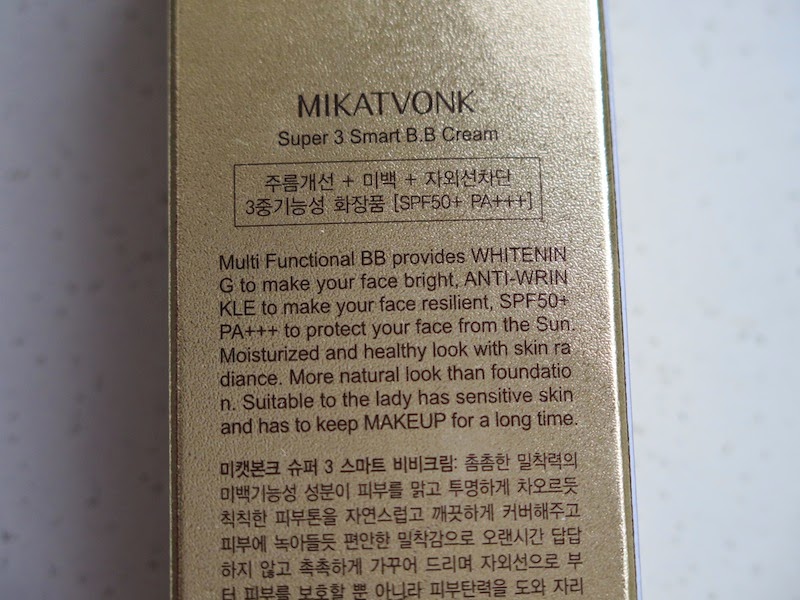 MIKATVONK
Super 3 Smart B.B Cream
주름개선 + 미백 + 자외선차단
3중기능성 화장품 [SPF50+ PA+++]
Multi Functional BB provides WHITENIN
G to make your face bright, ANTI-WRIN
KLE to make your face resilient, SPF50+
PA+++ to protect your face from the Sun.
Moisturized and healthy look with skin ra
diance. More natural look than foundatio
n. Suitable to the lady has sensitive skin
and has to keep MAKEUP for a long time.
미캣본크 슈퍼 3 스마트 비비크림: 촘촘한 밀착력의
미백기능성 성분이 피부를 맑고 투명하게 차오르듯
칙칙한 피부톤을 자연스럽고 깨끗하게 커버해주고
피부에 녹아들듯 편안한 밀착감으로 오랜시간 답답
하지 않고 촉촉하게 가꾸어 드리며 자외선으로 부
터 피부를 보호할 뿐 아니라 피부탄력을 도와 자리